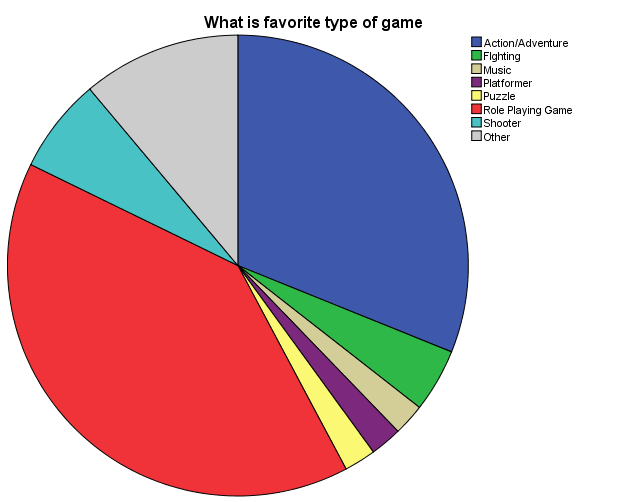 What is favorite type of game
Action/Adventure
FIghting
Music
Platformer
Puzzle
Role Playing Game
Shooter
Other